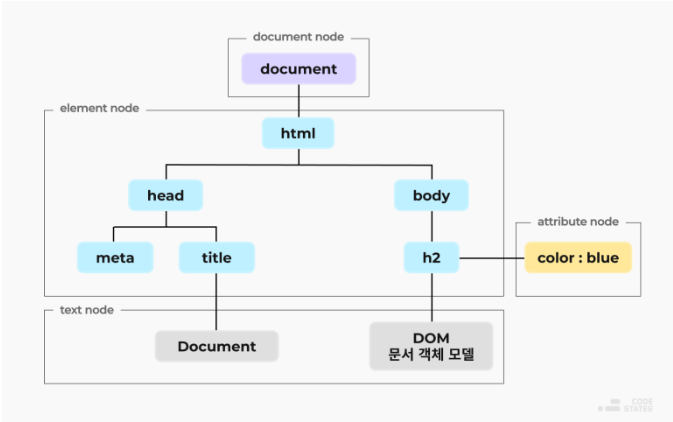 document node
document
element node
html
head
body
attribute node
meta
title
h2
color : blue
text node
Document
DOM
문서 객체 모델
CODE
STATES